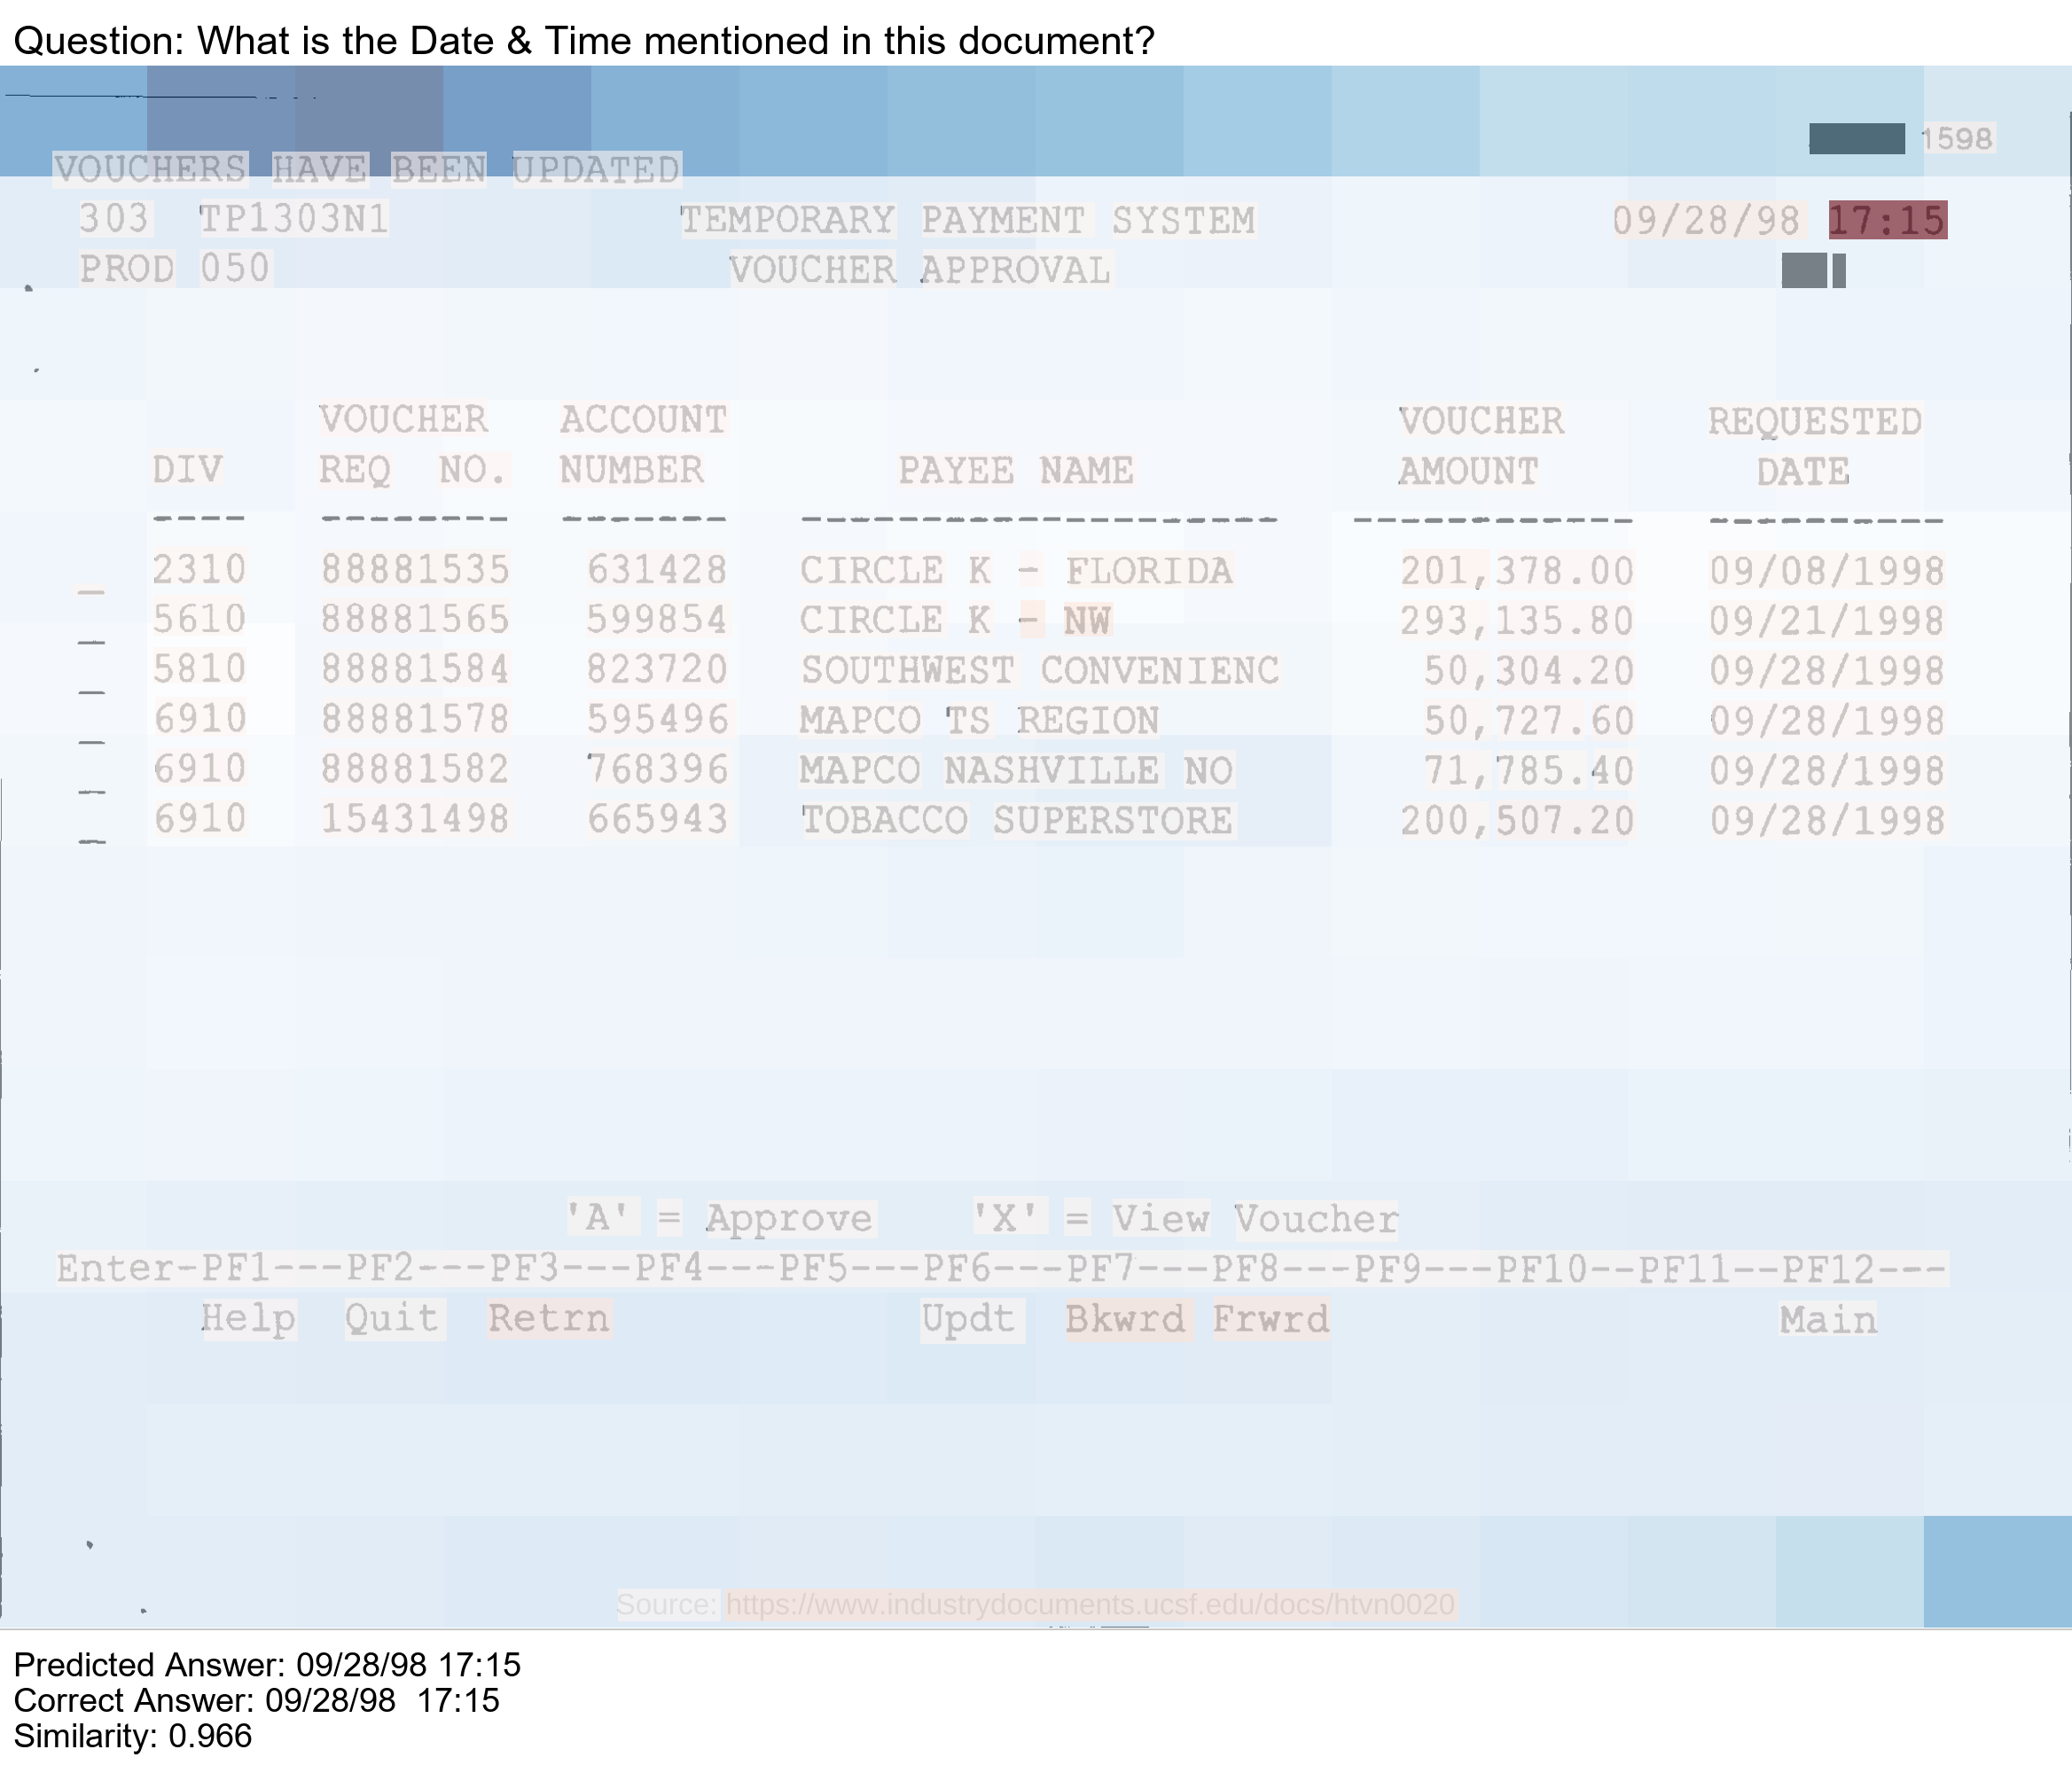 Question: What is the Date & Time mentioned in this document?
1598
VOUCHERS HAVE BEEN UPDATED
303 TP1303N1 TEMPORARY PAYMENT SYSTEM 09/28/98 17:15
PROD 050 VOUCHER APPROVAL
VOUCHER ACCOUNT VOUCHER REQUESTED
DIV REQ NO. NUMBER PAYEE NAME AMOUNT DATE
---- -------- ------- -------------------- ------------ ----------
_ 2310 88881535 631428 CIRCLE K - FLORIDA 201,378.00 09/08/1998
_ 5610 88881565 599854 CIRCLE K - NW 293,135.80 09/21/1998
_ 5810 88881584 823720 SOUTHWEST CONVENIENC 50,304.20 09/28/1998
_ 6910 88881578 595496 MAPCO TS REGION 50,727.60 09/28/1998
_ 6910 88881582 768396 MAPCO NASHVILLE NO 71,785.40 09/28/1998
_ 6910 15431498 665943 TOBACCO SUPERSTORE 200,507.20 09/28/1998
'A' = Approve 'X' = View Voucher
Enter-PF1---PF2---PF3---PF4---PF5---PF6---PF7---PF8---PF9---PF10--PF11--PF12---
Help Quit Retrn Updt Bkwrd Frwrd Main
Source: https://www.industrydocuments.ucsf.edu/docs/htvn0020
Predicted Answer: 09/28/98 17:15
Correct Answer: 09/28/98  17:15
Similarity: 0.966